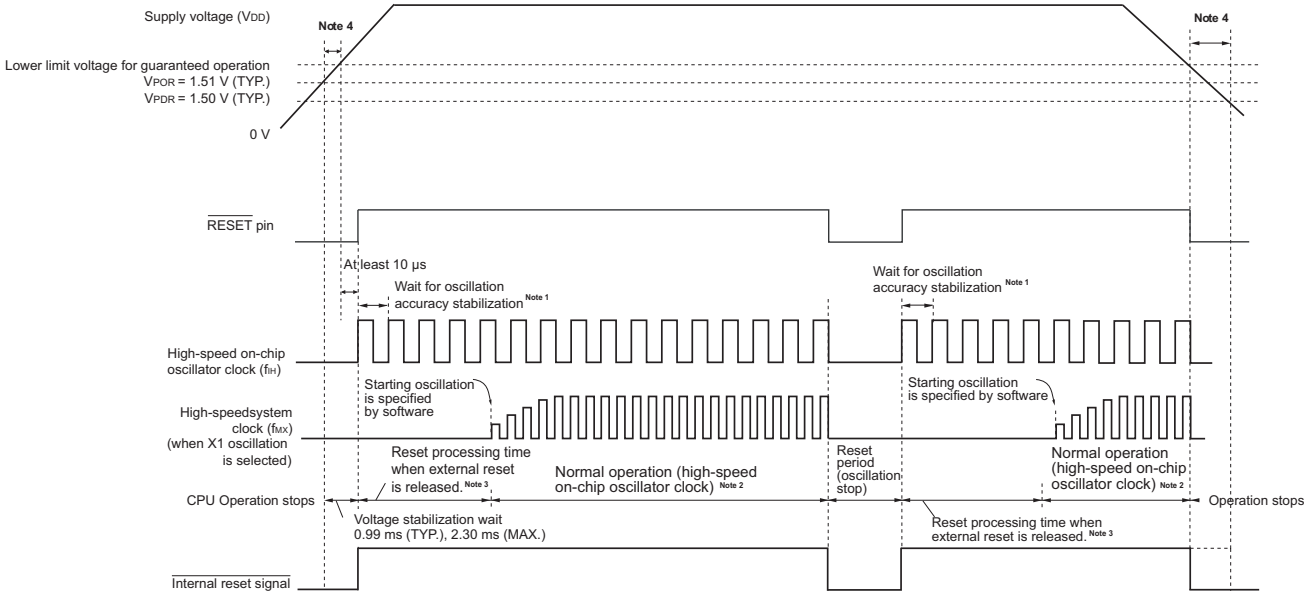 Supply voltage (VDD)
Note 4
Note 4
Lower limit voltage for guaranteed operation
VPOR = 1.51 V (TYP.)
VPDR = 1.50 V (TYP.)
0 V
RESET pin
At least 10 µs
Wait for oscillation
accuracy stabilization Note 1
Wait for oscillation
accuracy stabilization Note 1
High-speed on-chip
oscillator clock (fIH)
Starting oscillation
is specified
by software
Starting oscillation
is specified by software
High-speedsystem
clock (fMX)
(when X1 oscillation
is selected)
Reset processing time
when external reset
is released. Note 3
Normal operation (high-speed
on-chip oscillator clock) Note 2
Reset
period
(oscillation
stop)
Normal operation
(high-speed on-chip
oscillator clock) Note 2
CPU Operation stops
Operation stops
Voltage stabilization wait
0.99 ms (TYP.), 2.30 ms (MAX.)
Reset processing time when
external reset is released. Note 3
Internal reset signal